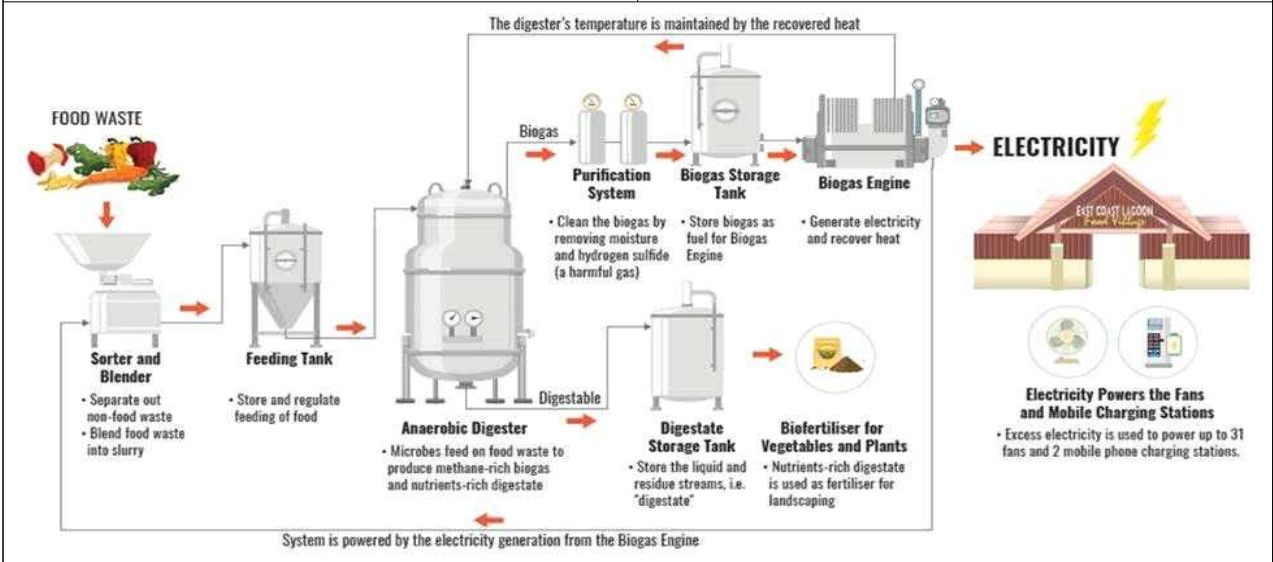 The digester's temperature is maintained by the recovered heat
FOOD WASTE
Biogas
ELECTRICITY
Purification
System
• Clean the biogas by
removing moisture
and hydrogen sulfide
(a harmful gas)
Biogas Storage
Tank
• Store biogas as
fuel for Biogas
Engine
Biogas Engine
• Generate electricity
and recover heat
EAST COAST LAGOON
Food Village
Sorter and
Blender
• Separate out
non-food waste
• Blend food waste
into slurry
Feeding Tank
• Store and regulate
feeding of food
Anaerobic Digester
• Microbes feed on food waste to
produce methane-rich biogas
and nutrients-rich digestate
Digestable
Digestate
Storage Tank
• Store the liquid and
residue streams, i.e.
"digestate"
Biofertiliser for
Vegetables and Plants
• Nutrients-rich digestate
is used as fertiliser for
landscaping
Electricity Powers the Fans
and Mobile Charging Stations
• Excess electricity is used to power up to 31
fans and 2 mobile phone charging stations.
System is powered by the electricity generation from the Biogas Engine